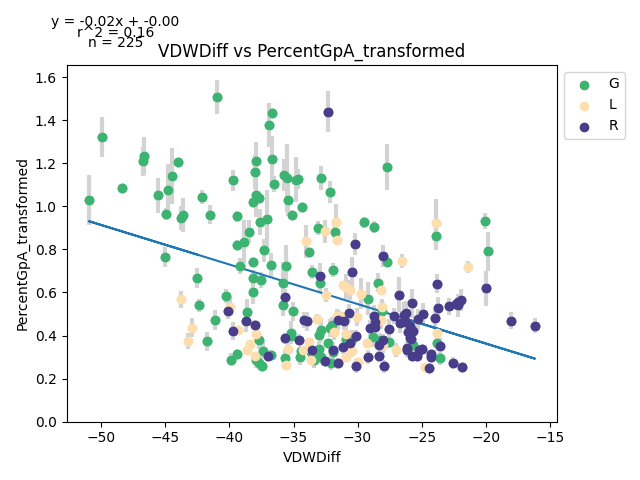 y = -0.02x + -0.00
r^2 = 0.16
n = 225
VDWDiff vs PercentGpA_transformed
1.6
1.4
1.2
1.0
0.8
0.6
0.4
0.2
0.0
PercentGpA_transformed
−50
−45
−40
−35
−30
−25
−20
−15
VDWDiff
G
L
R